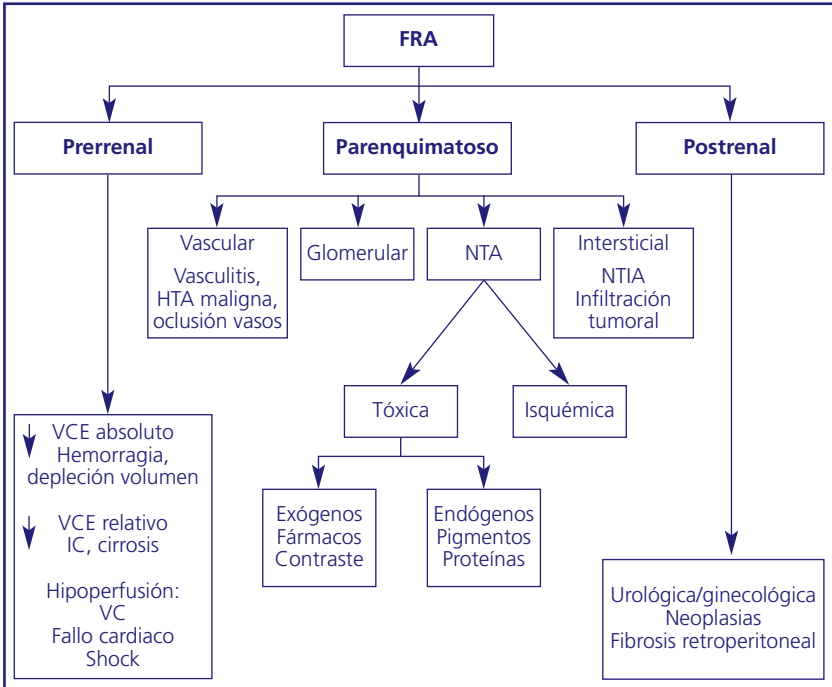 FRA
Prerrenal
Parenquimatoso
Postrenal
Vascular
Vasculitis,
HTA maligna,
oclusión vasos
Glomerular
NTA
Intersticial
NTIA
Infiltración
tumoral
Tóxica
Isquémica
VCE absoluto
Hemorragia,
depleción volumen
VCE relativo
IC, cirrosis
Hipoperfusión:
VC
Fallo cardiaco
Shock
Exógenos
Fármacos
Contraste
Endógenos
Pigmentos
Proteínas
Urológica/ginecológica
Neoplasias
Fibrosis retroperitoneal